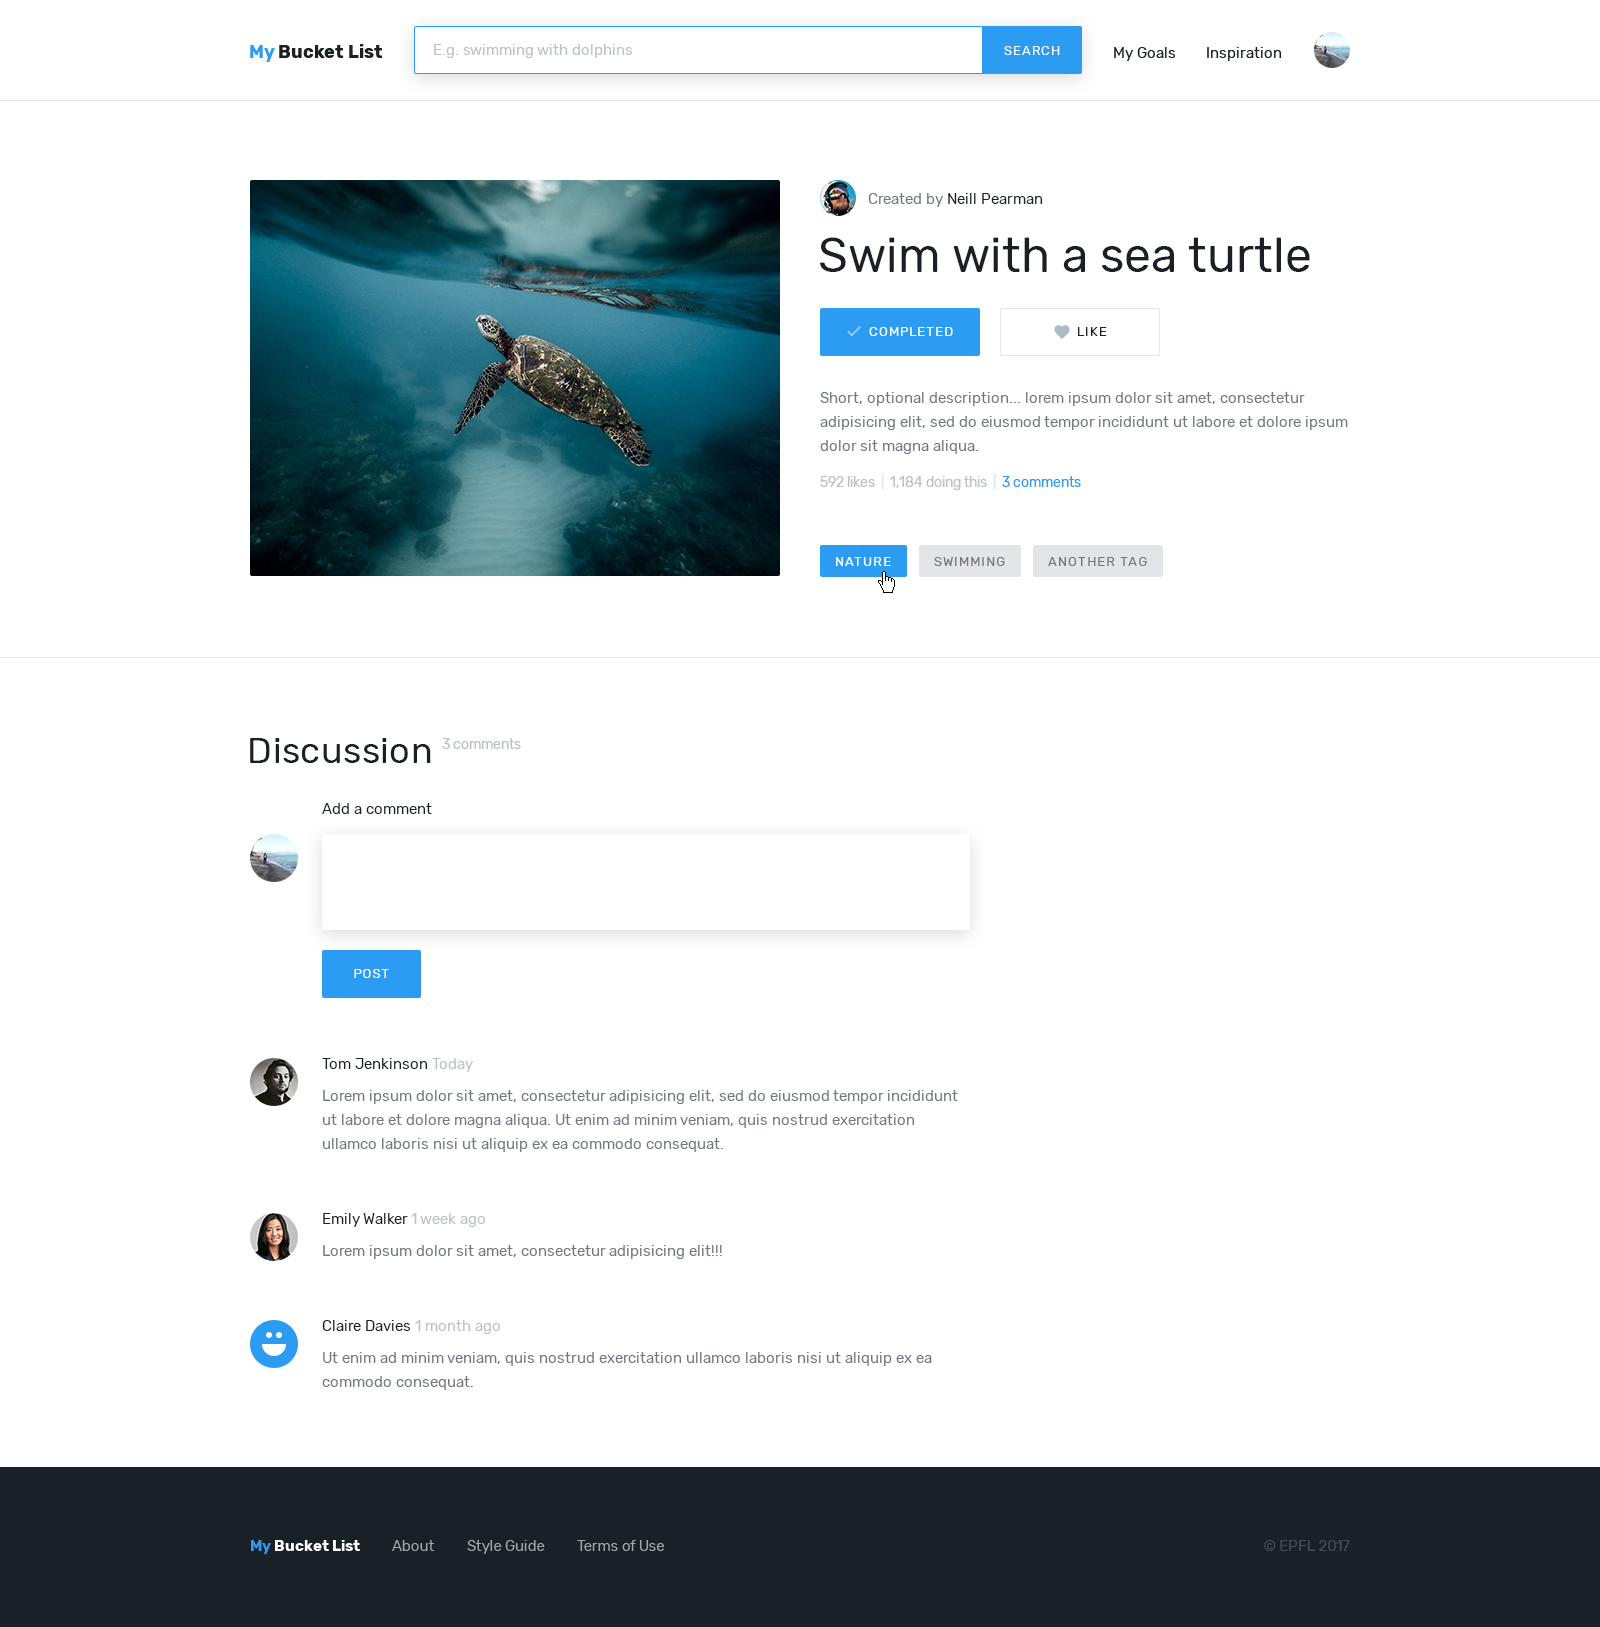 My Bucket List
E.g. swimming with dolphins
SEARCH
My Goals
Inspiration
Created by Neill Pearman
Swim with a sea turtle
COMPLETED
LIKE
Short, optional description... lorem ipsum dolor sit amet, consectetur
adipisicing elit, sed do eiusmod tempor incididunt ut labore et dolore ipsum
dolor sit magna aliqua.
592 likes | 1,184 doing this | 3 comments
NATURE
SWIMMING
ANOTHER TAG
Discussion 3 comments
Add a comment
POST
Tom Jenkinson Today
Lorem ipsum dolor sit amet, consectetur adipisicing elit, sed do eiusmod tempor incididunt
ut labore et dolore magna aliqua. Ut enim ad minim veniam, quis nostrud exercitation
ullamco laboris nisi ut aliquip ex ea commodo consequat.
Emily Walker 1 week ago
Lorem ipsum dolor sit amet, consectetur adipisicing elit!!!
Claire Davies 1 month ago
Ut enim ad minim veniam, quis nostrud exercitation ullamco laboris nisi ut aliquip ex ea
commodo consequat.
My Bucket List
About
Style Guide
Terms of Use
© EPFL 2017